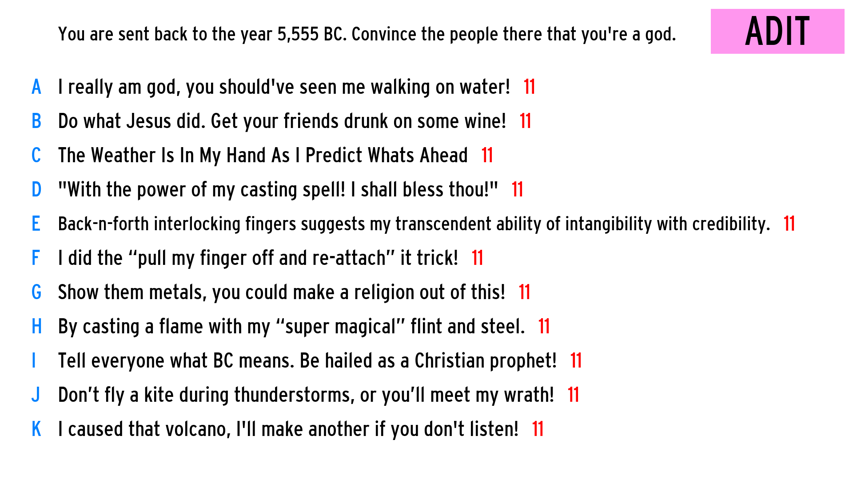 You are sent back to the year 5,555 BC. Convince the people there that you're a god.
ADIT
A I really am god, you should've seen me walking on water! 11
B Do what Jesus did. Get your friends drunk on some wine! 11
C The Weather Is In My Hand As I Predict Whats Ahead 11
D "With the power of my casting spell! I shall bless thou!" 11
E Back-n-forth interlocking fingers suggests my transcendent ability of intangibility with credibility. 11
F I did the “pull my finger off and re-attach” it trick! 11
G Show them metals, you could make a religion out of this! 11
H By casting a flame with my “super magical” flint and steel. 11
I Tell everyone what BC means. Be hailed as a Christian prophet! 11
J Don’t fly a kite during thunderstorms, or you’ll meet my wrath! 11
K I caused that volcano, I'll make another if you don't listen! 11